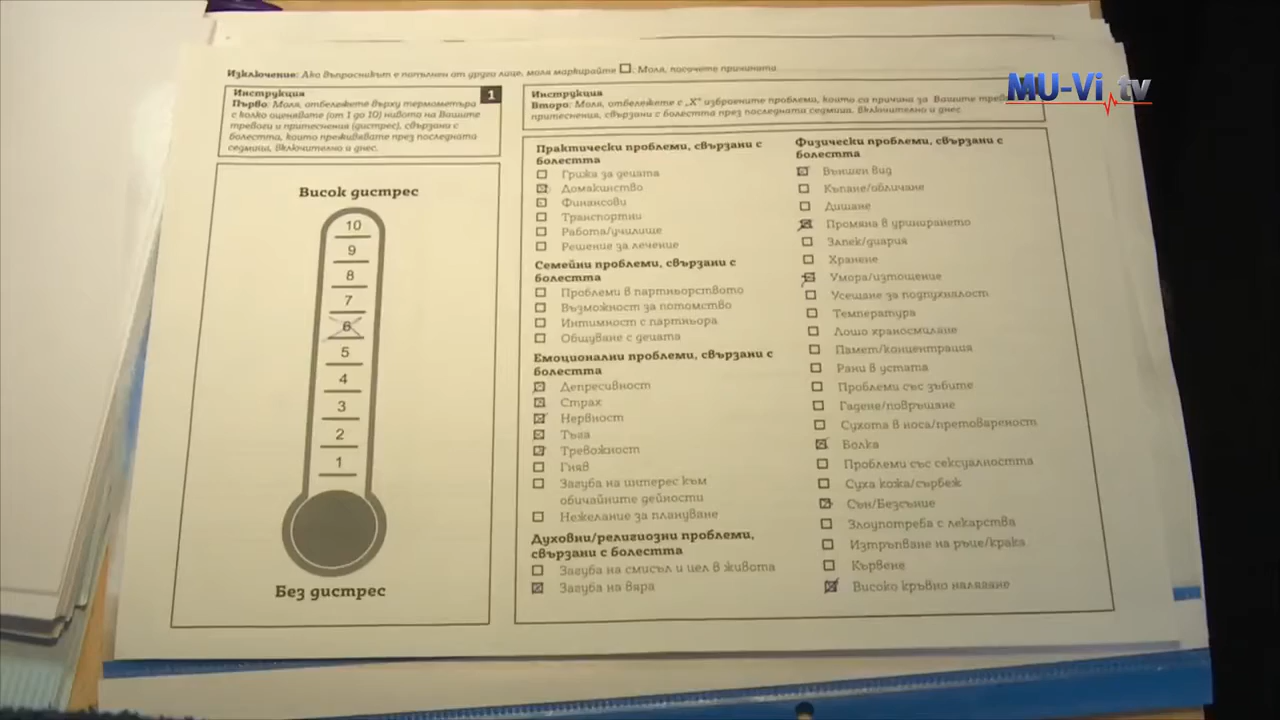 Изключение: Ако въпросникът е попълнен от друго лице, моля маркирайте : Моля, посочете причината
MU-Vi.tv
Инструкция
1
Първо: Моля, отбележете върху термометъра
с колко оценявате (от 1 до 10) нивото на Вашите
тревоги и притеснения (дистрес), свързани с
болестта, които преживявате през последната
седмица, включително и днес.
Инструкция
Второ: Моля, отбележете с „X" изброените проблеми, които са причина за Вашите
притеснения, свързани с болестта през последната седмица, включително и днес.
Висок дистрес
10
9
8
7
6
5
4
3
2
1
Без дистрес
Практически проблеми, свързани с
болестта
Грижа за децата
Домакинство
Финансови
Транспортни
Работа/училище
Решение за лечение
Семейни проблеми, свързани с
болестта
Проблеми в партньорството
Възможност за потомство
Интимност с партньора
Общуване с децата
Емоционални проблеми, свързани с
болестта
Депресивност
Страх
Нервност
Тъга
Тревожност
Гняв
Загуба на интерес към
обичайните дейности
Нежелание за плануване
Духовни/религиозни проблеми,
свързани с болестта
Загуба на смисъл и цел в живота
Загуба на вяра
Физически проблеми, свързани с
болестта
Външен вид
Къпане/обличане
Дишане
Промяна в уринирането
Запек/диария
Хранене
Умора/изтощение
Усещане за подпухналост
Температура
Лошо храносмилане
Памет/концентрация
Рани в устата
Проблеми със зъбите
Гадене/повръщане
Сухота в носа/претовареност
Болка
Проблеми със сексуалността
Суха кожа/сърбеж
Сън/Безсъние
Злоупотреба с лекарства
Изтръпване на ръце/крака
Кървене
Високо кръвно налягане